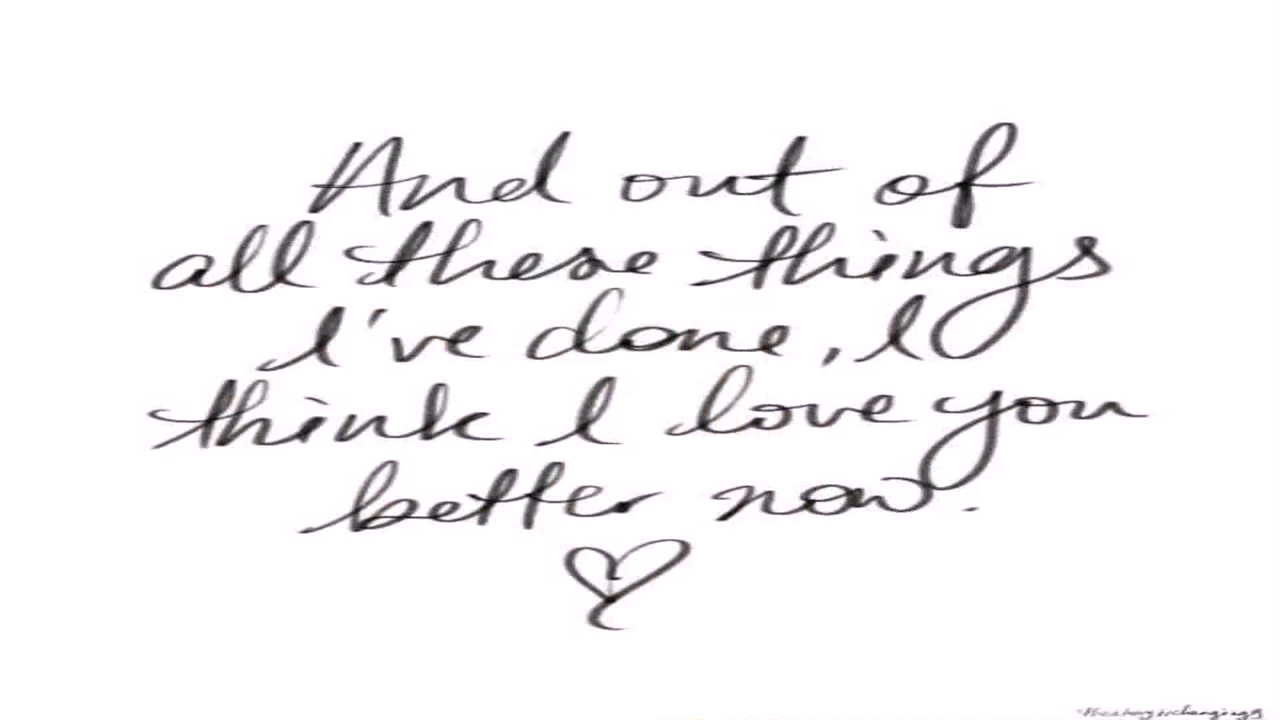 And out of
all these things
I've done, I
think I love you
better now.